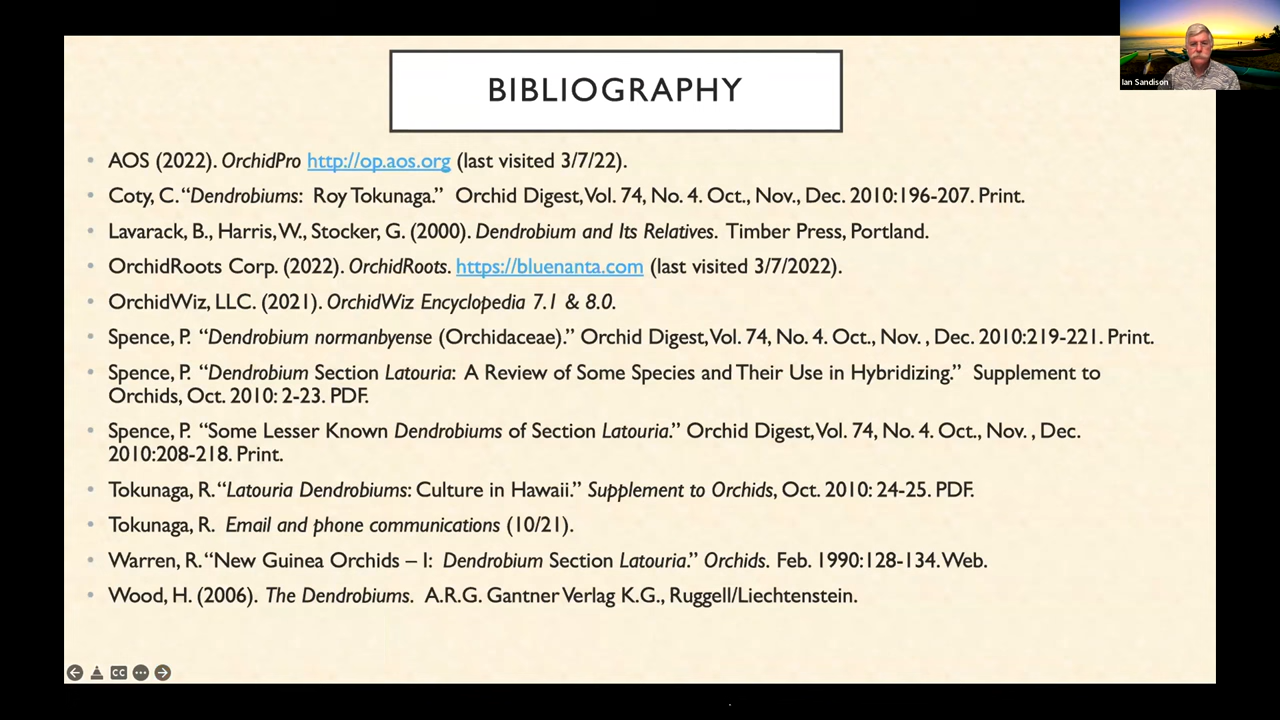 BIBLIOGRAPHY
Ian Sandison
• AOS (2022). OrchidPro http://op.aos.org (last visited 3/7/22).
• Coty, C. “Dendrobiums: Roy Tokunaga.” Orchid Digest, Vol. 74, No. 4. Oct., Nov., Dec. 2010:196-207. Print.
• Lavarack, B., Harris, W., Stocker, G. (2000). Dendrobium and Its Relatives. Timber Press, Portland.
• OrchidRoots Corp. (2022). OrchidRoots. https://bluenanta.com (last visited 3/7/2022).
• OrchidWiz, LLC. (2021). OrchidWiz Encyclopedia 7.1 & 8.0.
• Spence, P. “Dendrobium normanbyense (Orchidaceae).” Orchid Digest, Vol. 74, No. 4. Oct., Nov. , Dec. 2010:219-221. Print.
• Spence, P. “Dendrobium Section Latouria: A Review of Some Species and Their Use in Hybridizing.” Supplement to
Orchids, Oct. 2010: 2-23. PDF.
• Spence, P. “Some Lesser Known Dendrobiums of Section Latouria.” Orchid Digest, Vol. 74, No. 4. Oct., Nov. , Dec.
2010:208-218. Print.
• Tokunaga, R. “Latouria Dendrobiums: Culture in Hawaii.” Supplement to Orchids, Oct. 2010: 24-25. PDF.
• Tokunaga, R. Email and phone communications (10/21).
• Warren, R. “New Guinea Orchids – I: Dendrobium Section Latouria.” Orchids. Feb. 1990:128-134. Web.
• Wood, H. (2006). The Dendrobiums. A.R.G. Gantner Verlag K.G., Ruggell/Liechtenstein.
CC